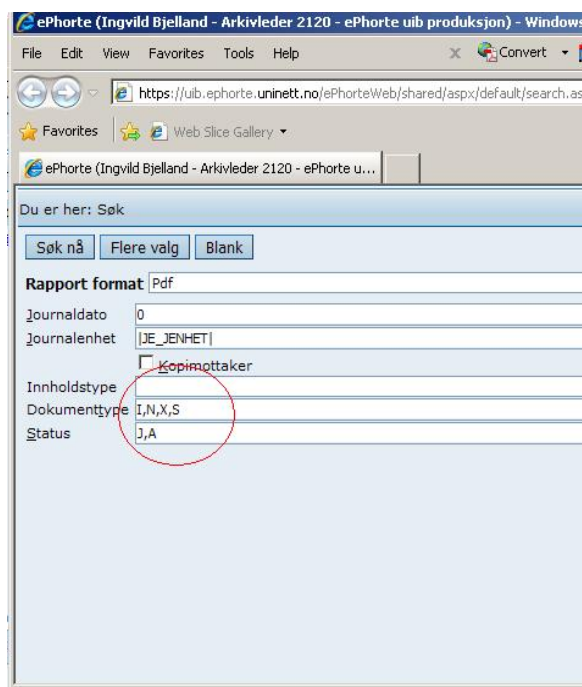 ePhorte (Ingvild Bjelland - Arkivleder 2120 - ePhorte uib produksjon) - Windows
File Edit View Favorites Tools Help Convert
https://uib.ephorte.uninett.no/ePhorteWeb/shared/aspx/default/search.as
Favorites Web Slice Gallery
ePhorte (Ingvild Bjelland - Arkivleder 2120 - ePhorte u...
Du er her: Søk
Søk nå Flere valg Blank
Rapport format Pdf
Journaldato 0
Journalenhet |JE_JENHET|
Kopimottaker
Innholdstype
Dokumenttype I,N,X,S
Status J,A